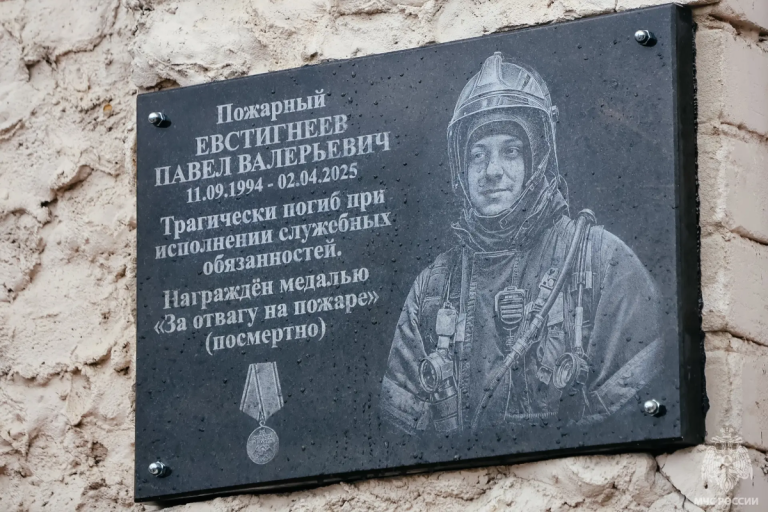 Пожарный
ЕВСТИГНЕЕВ
ПАВЕЛ ВАЛЕРЬЕВИЧ
11.09.1994 - 02.04.2025
Трагически погиб при
исполнении служебных
обязанностей.
Награждён медалью
«За отвагу на пожаре»
(посмертно)
МЧС РОССИИ